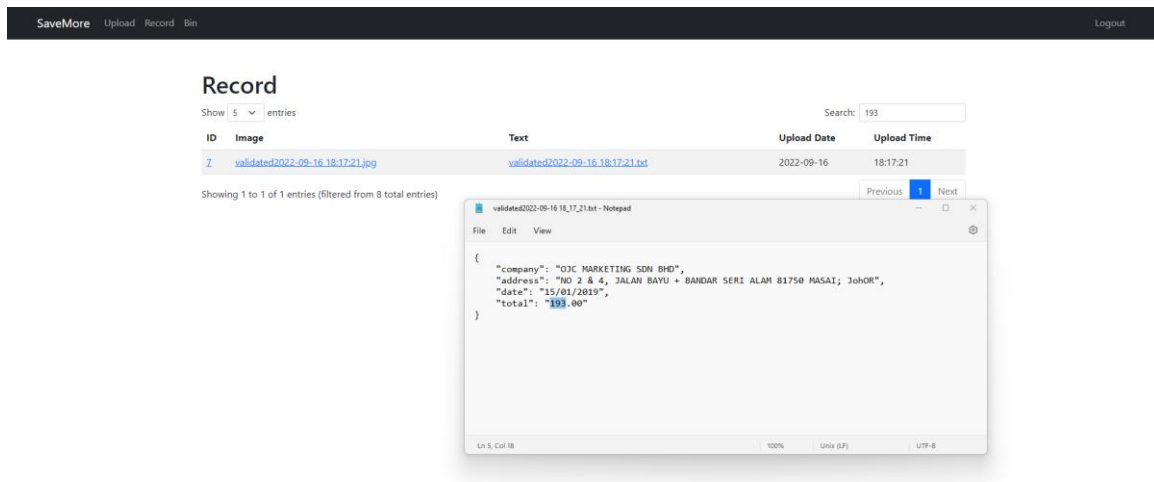 SaveMore Upload Record Bin Logout
Record
Show 5 entries Search: 193
ID Image Text Upload Date Upload Time
7 validated2022-09-16 18:17:21.jpg validated2022-09-16 18:17:21.txt 2022-09-16 18:17:21
Showing 1 to 1 of 1 entries (filtered from 8 total entries) Previous 1 Next
validated2022-09-16 18_17_21.txt - Notepad
File Edit View
{
"company": "OJC MARKETING SDN BHD",
"address": "NO 2 & 4, JALAN BAYU + BANDAR SERI ALAM 81750 MASAI; JohOR",
"date": "15/01/2019",
"total": "193.00"
}
Ln 5, Col 18 100% Unix (LF) UTF-8